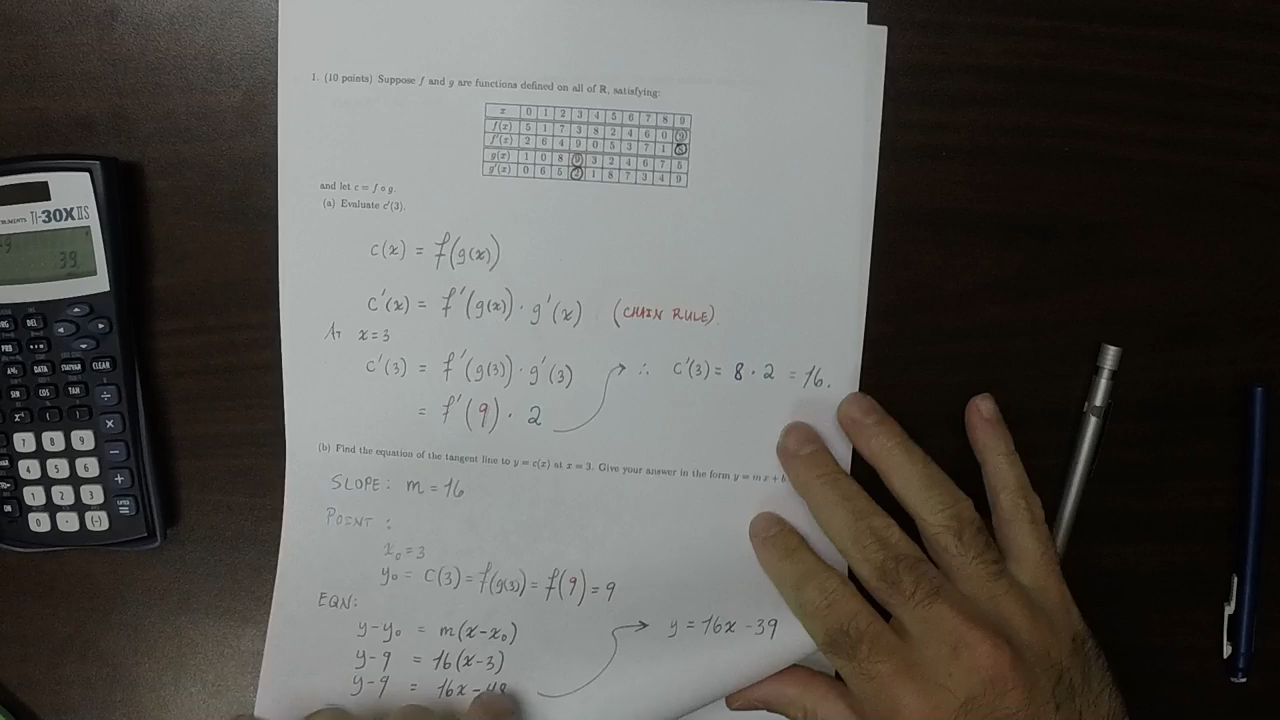 1. (10 points) Suppose f and g are functions defined on all of R, satisfying:
x 0 1 2 3 4 5 6 7 8 9
f(x) 5 1 7 3 8 2 4 6 0 9
f'(x) 2 6 4 9 0 5 3 7 1 8
g(x) 1 0 8 9 3 2 4 6 7 5
g'(x) 0 6 5 2 1 8 7 3 4 9
and let c = f ∘ g.
(a) Evaluate c'(3).
c(x) = f(g(x))
c'(x) = f'(g(x)) · g'(x) (CHAIN RULE).
AT x=3
c'(3) = f'(g(3)) · g'(3) ∴ c'(3) = 8 · 2 = 16.
= f'(9) · 2
(b) Find the equation of the tangent line to y = c(x) at x = 3. Give your answer in the form y = m x + b
SLOPE: m = 16
POINT:
x₀ = 3
y₀ = c(3) = f(g(3)) = f(9) = 9
EQN:
y-y₀ = m(x-x₀) y = 16x - 39
y-9 = 16(x-3)
y-9 = 16x - 48
TI-30X IIS
39
DEL
DATA STATVAR CLEAR
SIN COS TAN
( ) ÷
7 8 9 ×
4 5 6 −
1 2 3 +
0 . (-) =